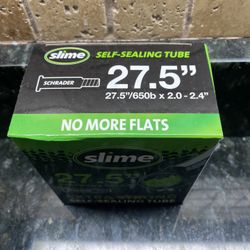 slime
SELF-SEALING TUBE
SCHRADER
27.5"
27.5"/650b x 2.0 - 2.4"
NO MORE FLATS
slime
27.5"
SELF-SEALING TUBE